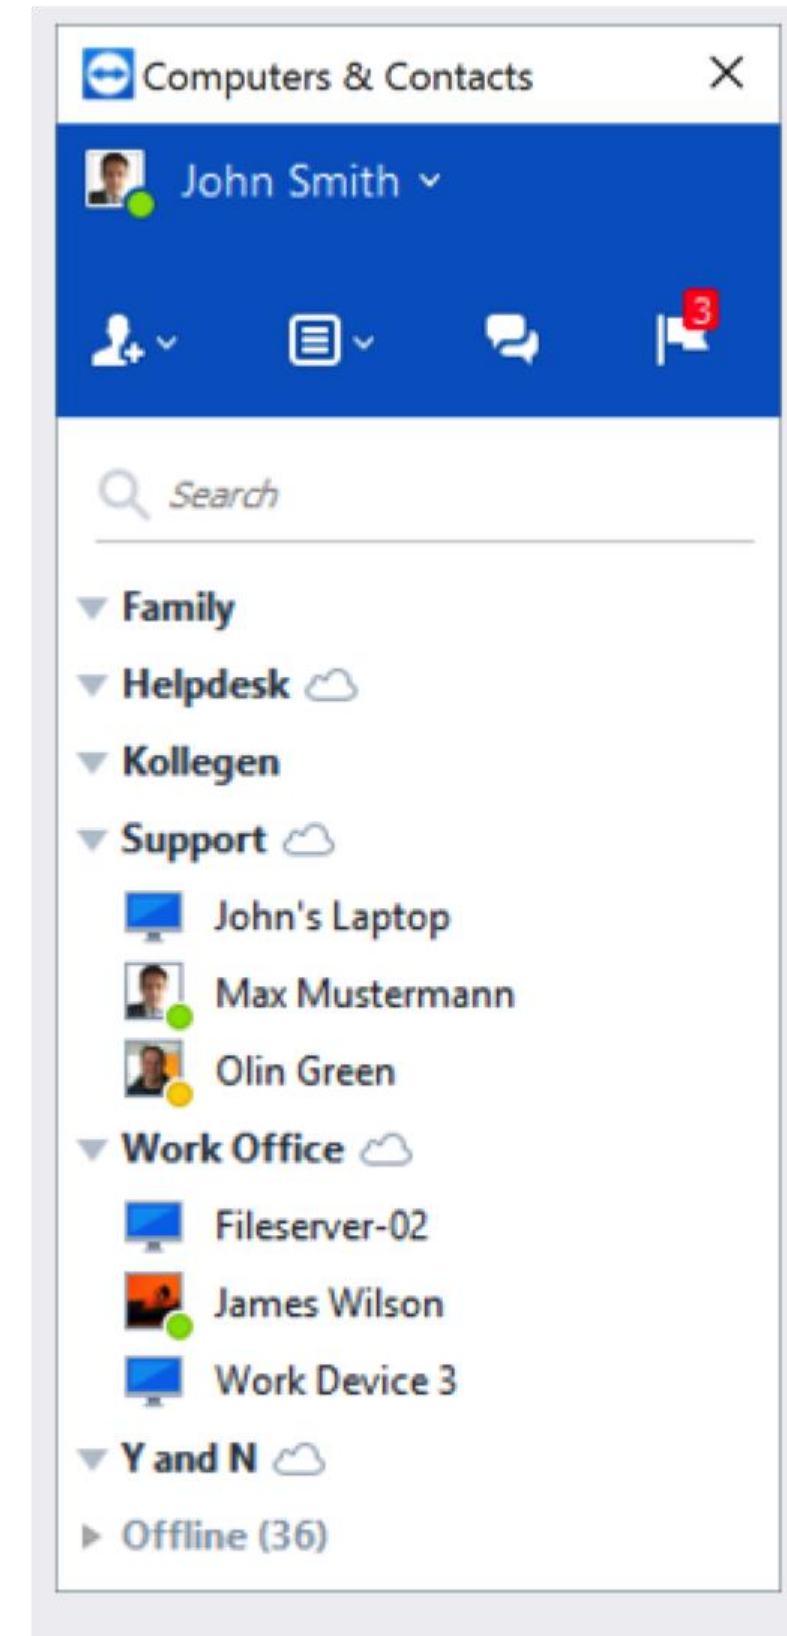 Computers & Contacts
John Smith
3
Search
Family
Helpdesk
Kollegen
Support
John's Laptop
Max Mustermann
Olin Green
Work Office
Fileserver-02
James Wilson
Work Device 3
Y and N
Offline (36)